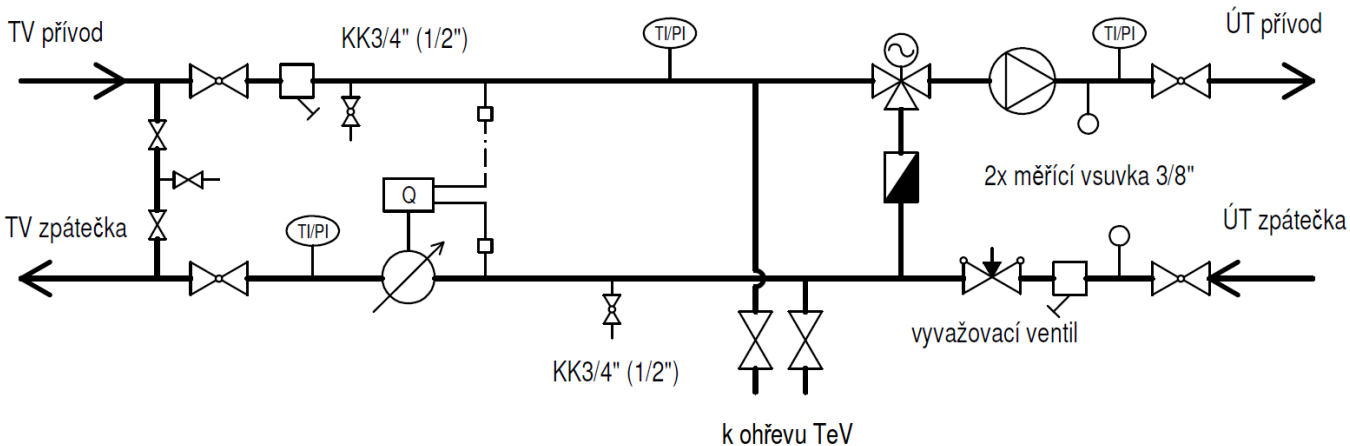 TV přívod
KK3/4" (1/2")
TI/PI
TI/PI
ÚT přívod
2x měřící vsuvka 3/8"
Q
TV zpátečka
TI/PI
ÚT zpátečka
vyvažovací ventil
KK3/4" (1/2")
k ohřevu TeV